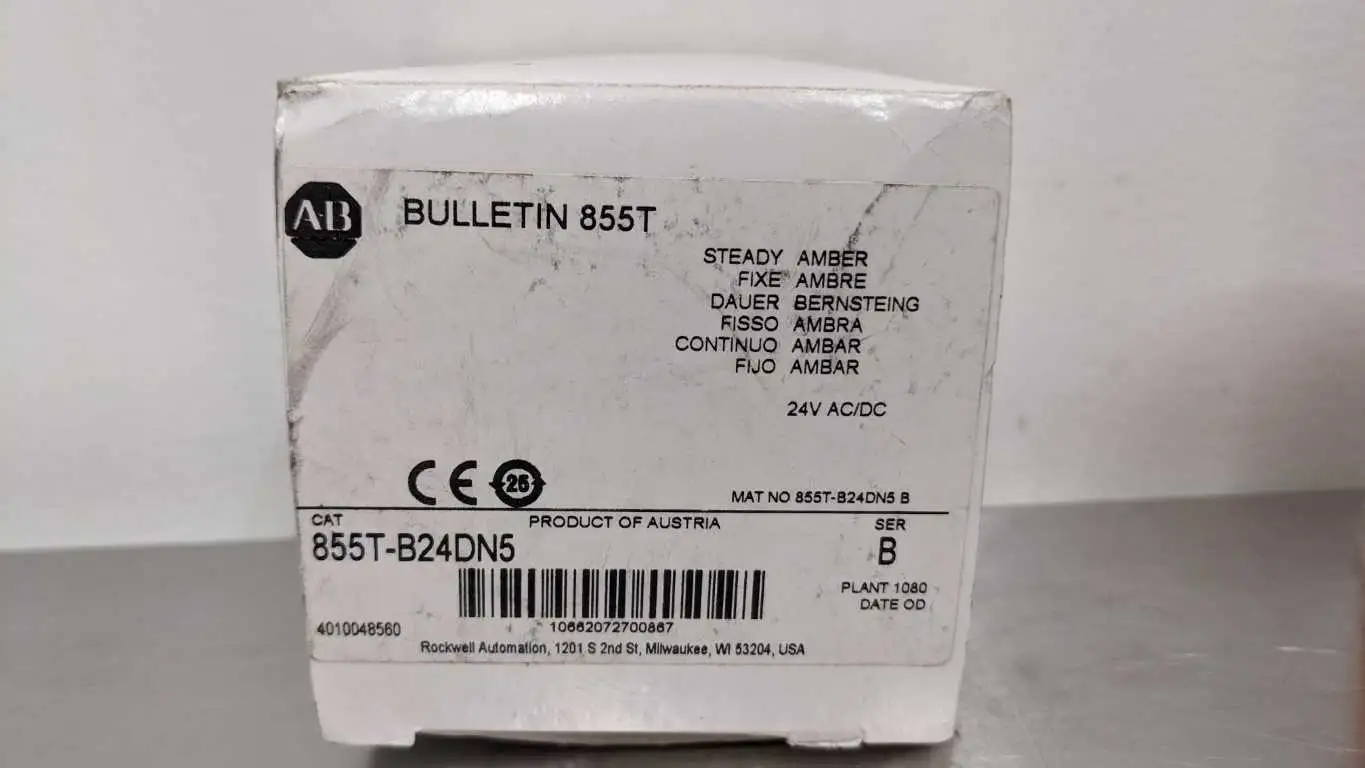 AB
BULLETIN 855T
STEADY AMBER
FIXE AMBRE
DAUER BERNSTEING
FISSO AMBRA
CONTINUO AMBAR
FIJO AMBAR
24V AC/DC
CE 25
MAT NO 855T-B24DN5 B
CAT
PRODUCT OF AUSTRIA
SER
855T-B24DN5
B
PLANT 1080
DATE OD
10662072700867
4010048560
Rockwell Automation, 1201 S 2nd St, Milwaukee, WI 53204, USA